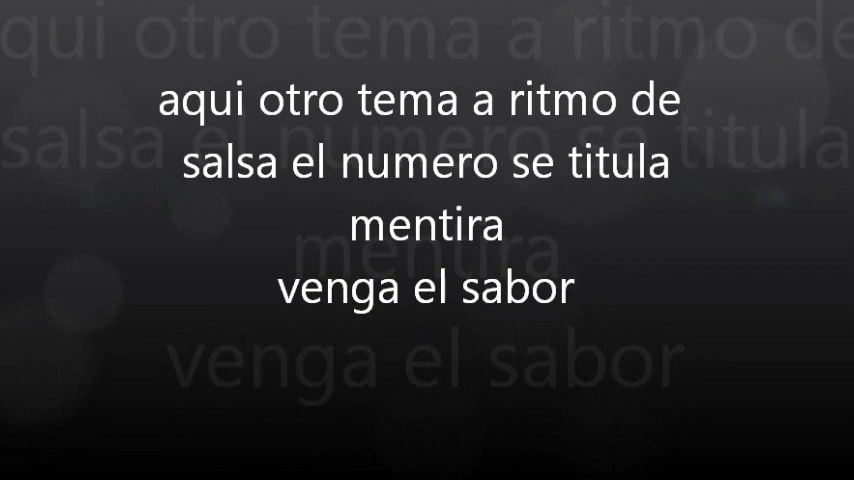 aqui otro tema a ritmo de
salsa el numero se titula
mentira
venga el sabor